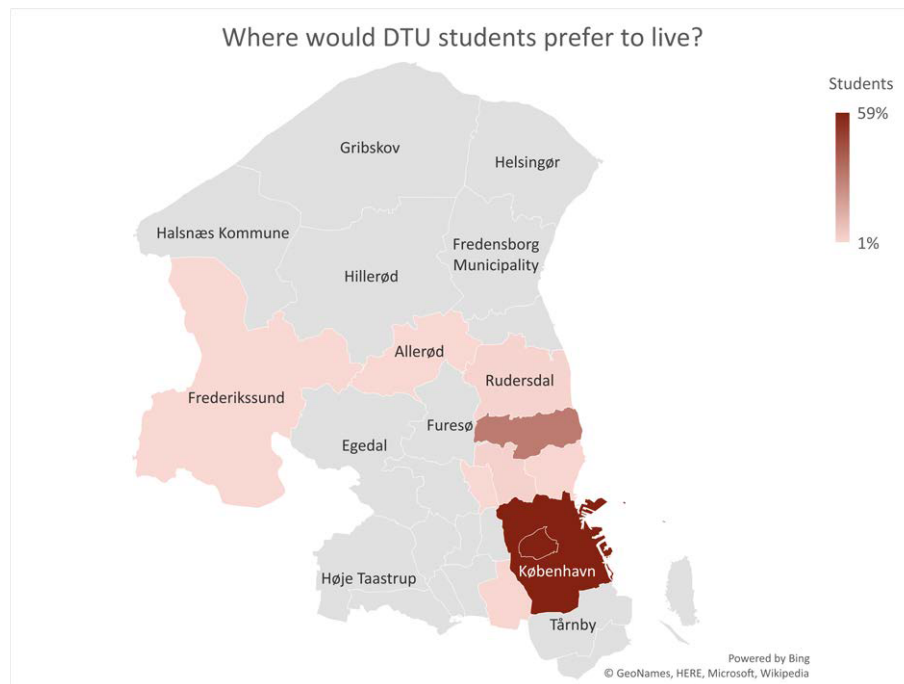 Where would DTU students prefer to live?
Students
59%
1%
Gribskov
Helsingør
Halsnæs Kommune
Fredensborg
Municipality
Hillerød
Allerød
Rudersdal
Frederikssund
Furesø
Egedal
København
Høje Taastrup
Tårnby
Powered by Bing
© GeoNames, HERE, Microsoft, Wikipedia